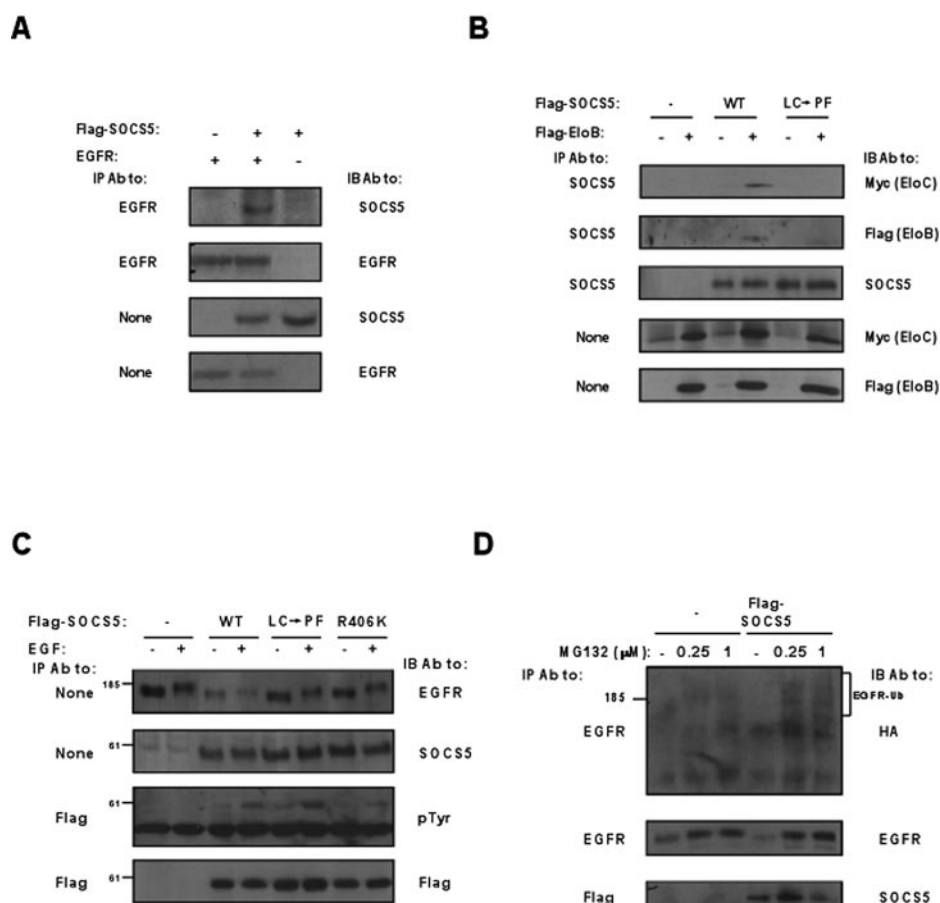 A
Flag-SOCS5: - + +
EGFR: + + -
IP Ab to: IB Ab to:
EGFR SOCS5
EGFR EGFR
None SOCS5
None EGFR
B
Flag-SOCS5: - WT LC→PF
Flag-EloB: - + - + - +
IP Ab to: IB Ab to:
SOCS5 Myc (EloC)
SOCS5 Flag (EloB)
SOCS5 SOCS5
None Myc (EloC)
None Flag (EloB)
C
Flag-SOCS5: - WT LC→PF R406K
EGF: - + - + - + - +
IP Ab to: IB Ab to:
None 185 EGFR
None 61 SOCS5
Flag 61 pTyr
Flag 61 Flag
D
- Flag-
SOCS5
MG132 (μM): - 0.25 1 - 0.25 1
IP Ab to: IB Ab to:
185 EGFR-Ub
EGFR HA
EGFR EGFR
Flag SOCS5